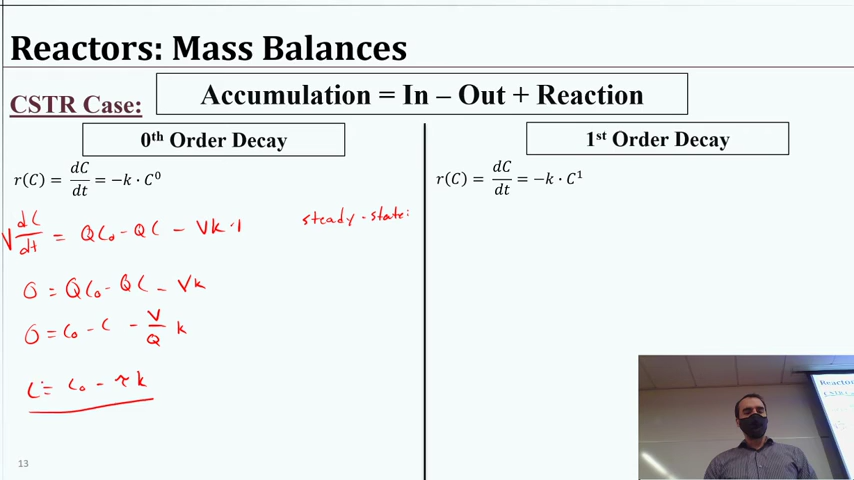 Reactors: Mass Balances
CSTR Case:
Accumulation = In – Out + Reaction
0th Order Decay
r(C) = dC/dt = −k · C^0
V dC/dt = QC₀ - QC - Vk·1
steady-state:
0 = QC₀ - QC - Vk
0 = C₀ - C - V/Q k
C = C₀ - τk
1st Order Decay
r(C) = dC/dt = −k · C^1
13